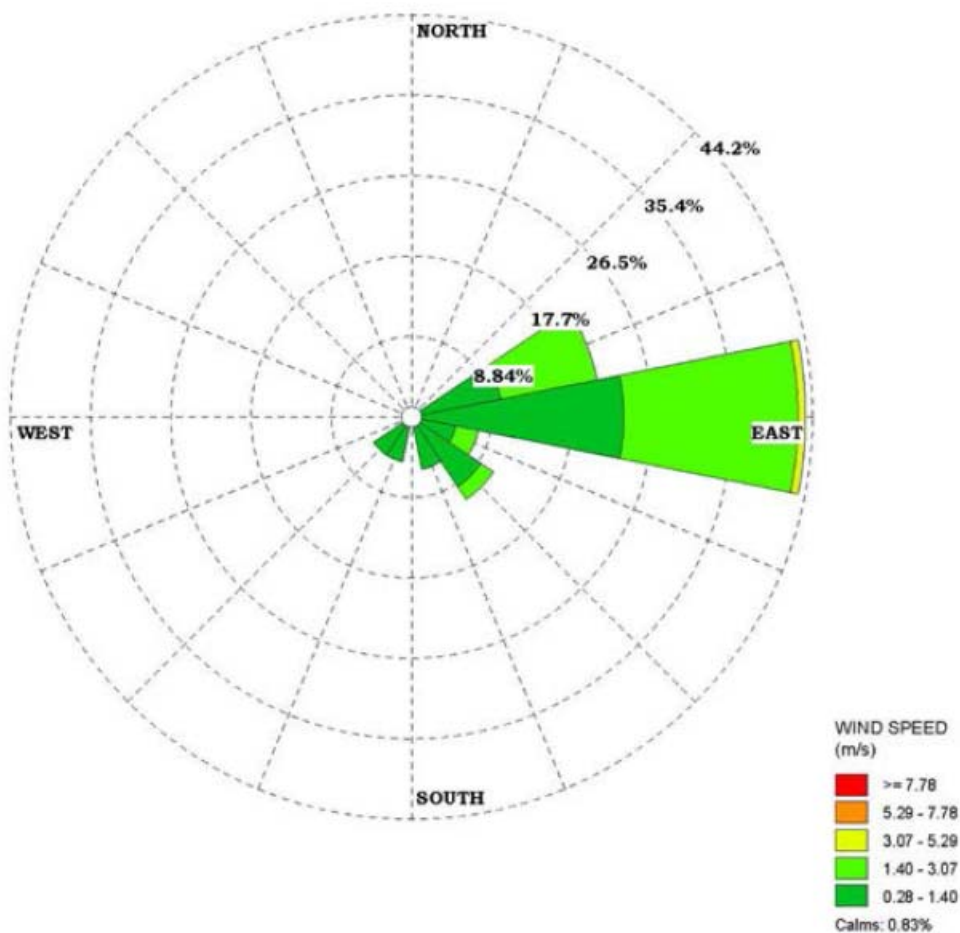 NORTH
44.2%
35.4%
26.5%
17.7%
8.84%
WEST
EAST
SOUTH
WIND SPEED
(m/s)
>= 7.78
5.29 - 7.78
3.07 - 5.29
1.40 - 3.07
0.28 - 1.40
Calms: 0.83%